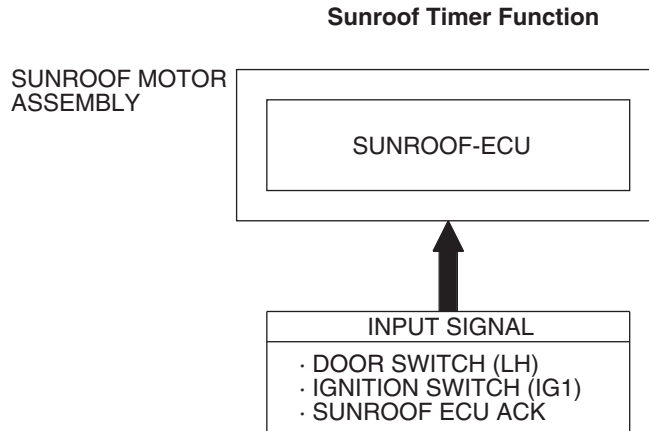 Sunroof Timer Function
SUNROOF MOTOR
ASSEMBLY
SUNROOF-ECU
INPUT SIGNAL
· DOOR SWITCH (LH)
· IGNITION SWITCH (IG1)
· SUNROOF ECU ACK